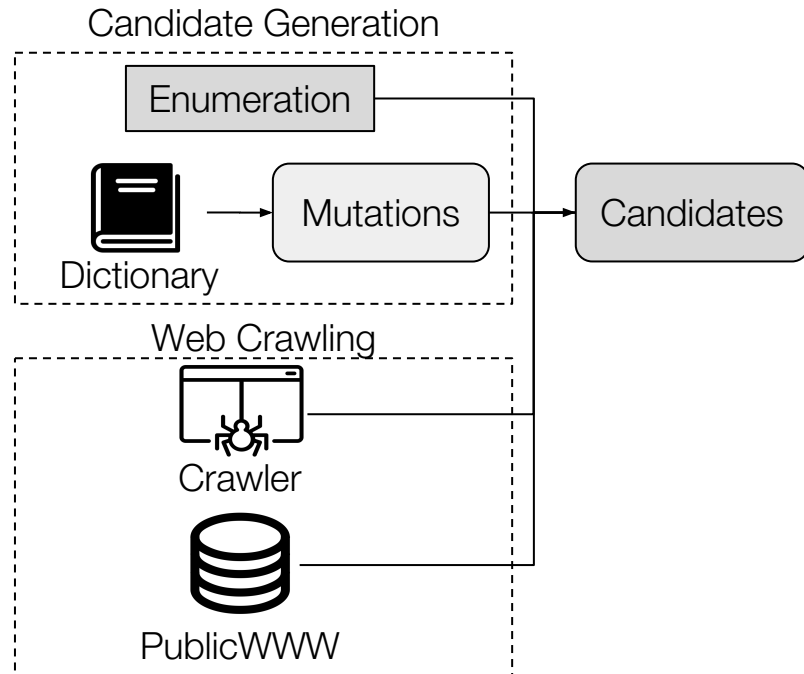 Candidate Generation
Enumeration
Mutations
Candidates
Dictionary
Web Crawling
Crawler
PublicWWW